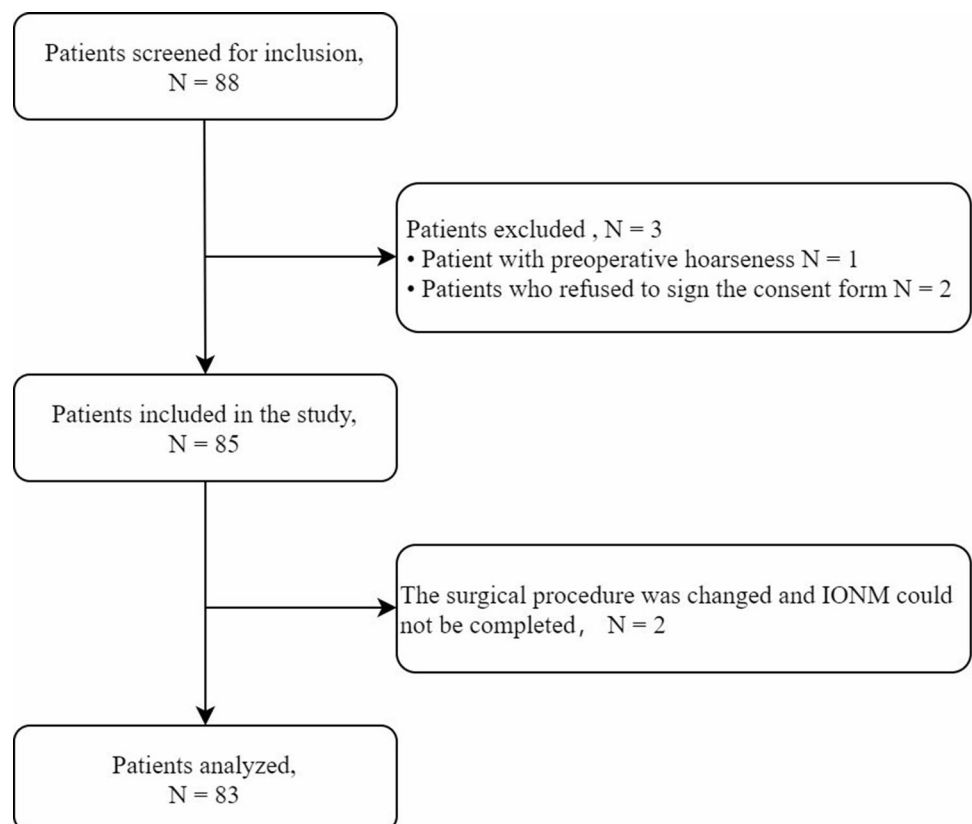 Patients screened for inclusion,
N = 88
Patients excluded , N = 3
• Patient with preoperative hoarseness N = 1
• Patients who refused to sign the consent form N = 2
Patients included in the study,
N = 85
The surgical procedure was changed and IONM could
not be completed， N = 2
Patients analyzed,
N = 83